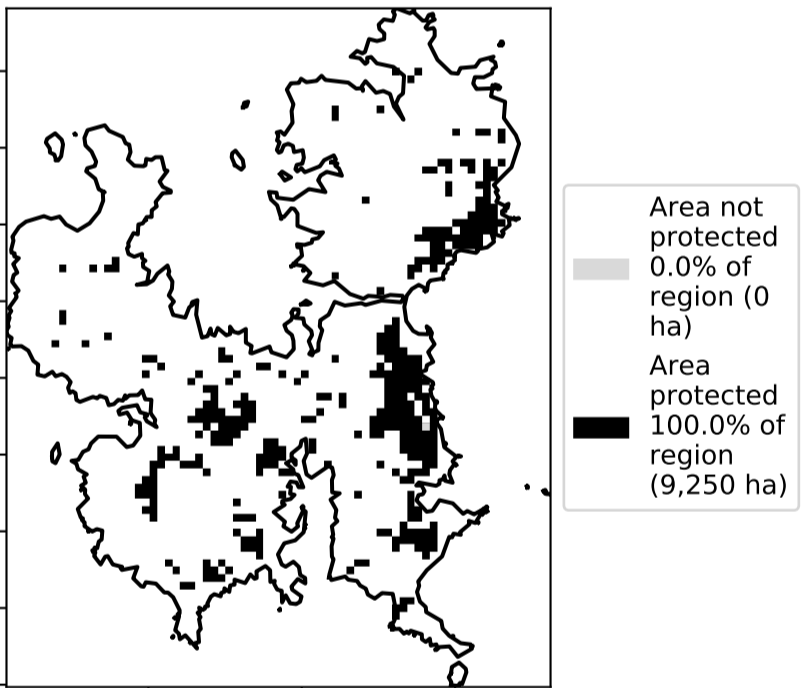 Area not
protected
0.0% of
region (0
ha)
Area
protected
100.0% of
region
(9,250 ha)